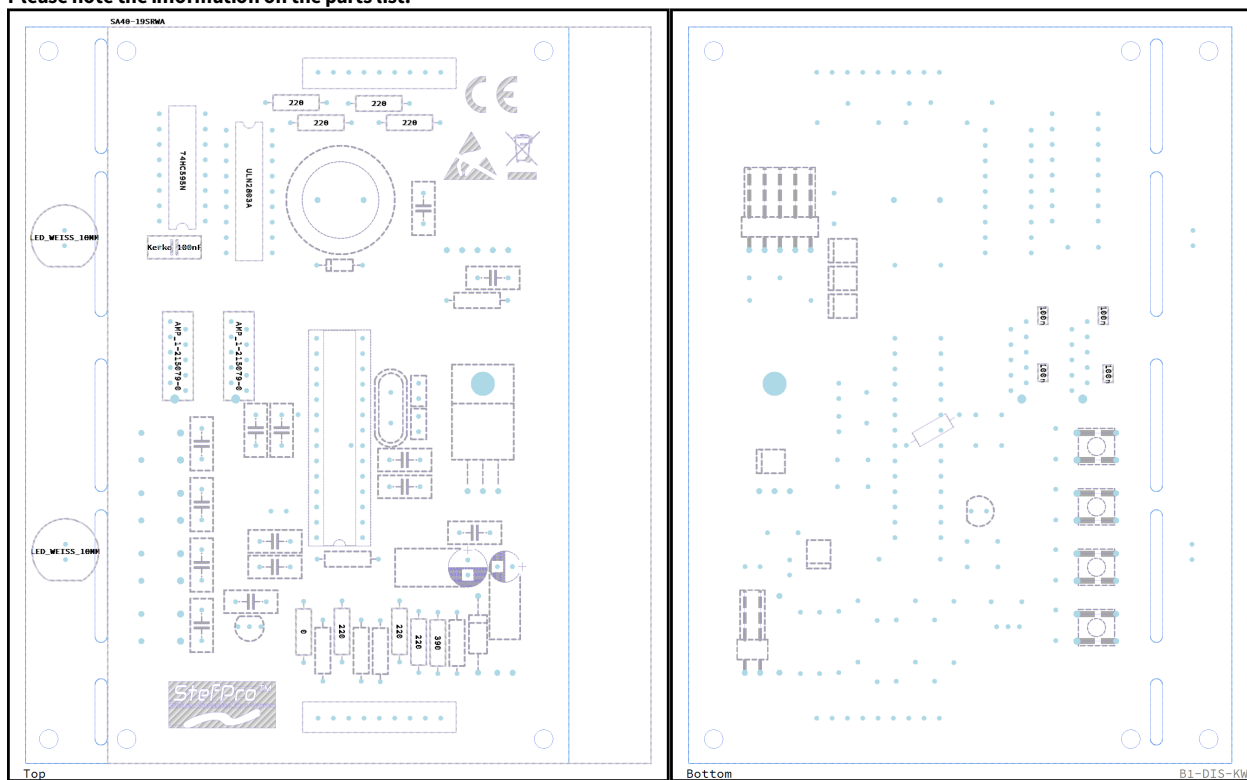 Please note the information on the parts list.
SA40-19SRWA
220
220
220
220
74HC595N
ULN2803A
LED_WEISS_10MM
Kerko 100nF
AMP_1-215079-0
AMP_1-215079-0
LED_WEISS_10MM
0
220
220
220
390
StefPro™
Top
100n
100n
100n
100n
Bottom
B1-DIS-KW